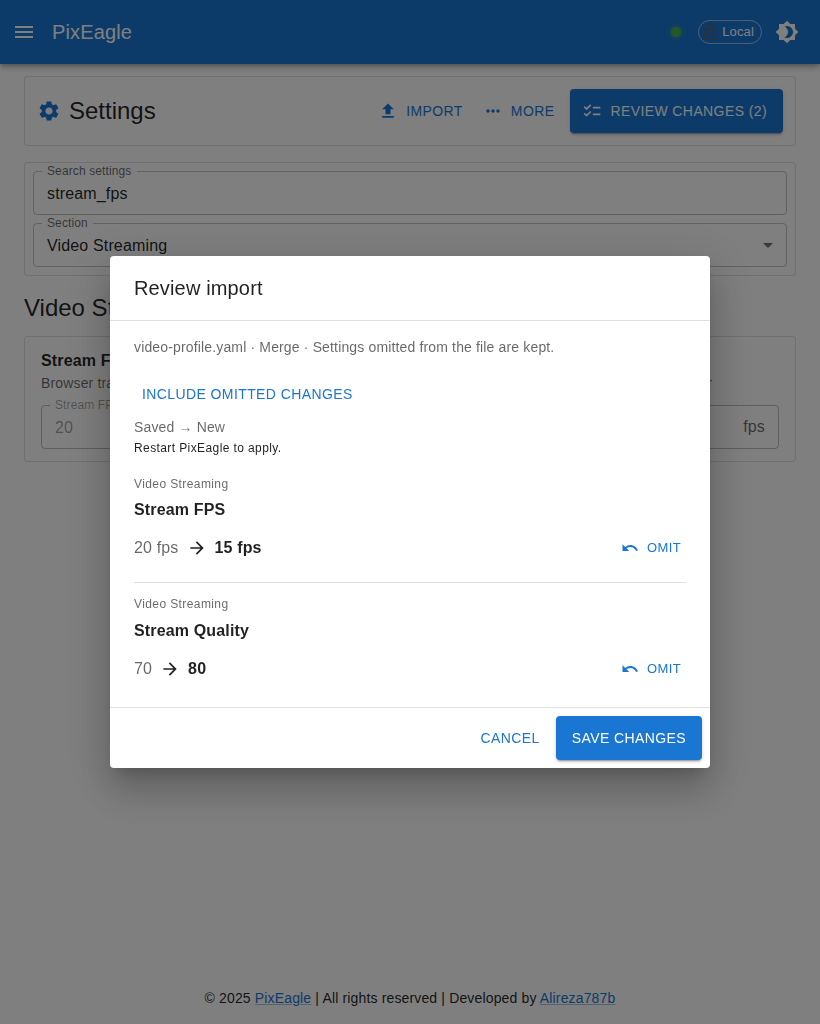 PixEagle
Local
Settings
IMPORT
MORE
REVIEW CHANGES (2)
Search settings
stream_fps
Section
Video Streaming
Video
Review import
video-profile.yaml · Merge · Settings omitted from the file are kept.
INCLUDE OMITTED CHANGES
Saved → New
Restart PixEagle to apply.
Video Streaming
Stream FPS
20 fps → 15 fps
OMIT
Video Streaming
Stream Quality
70 → 80
OMIT
CANCEL
SAVE CHANGES
Stream
Browser
Stream
20
fps
© 2025 PixEagle | All rights reserved | Developed by Alireza787b